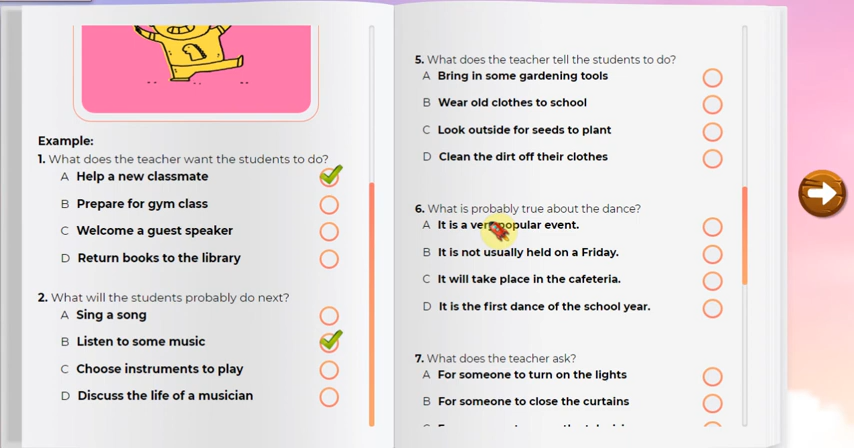 Example:
1. What does the teacher want the students to do?
A Help a new classmate
B Prepare for gym class
C Welcome a guest speaker
D Return books to the library
2. What will the students probably do next?
A Sing a song
B Listen to some music
C Choose instruments to play
D Discuss the life of a musician
5. What does the teacher tell the students to do?
A Bring in some gardening tools
B Wear old clothes to school
C Look outside for seeds to plant
D Clean the dirt off their clothes
6. What is probably true about the dance?
A It is a very popular event.
B It is not usually held on a Friday.
C It will take place in the cafeteria.
D It is the first dance of the school year.
7. What does the teacher ask?
A For someone to turn on the lights
B For someone to close the curtains